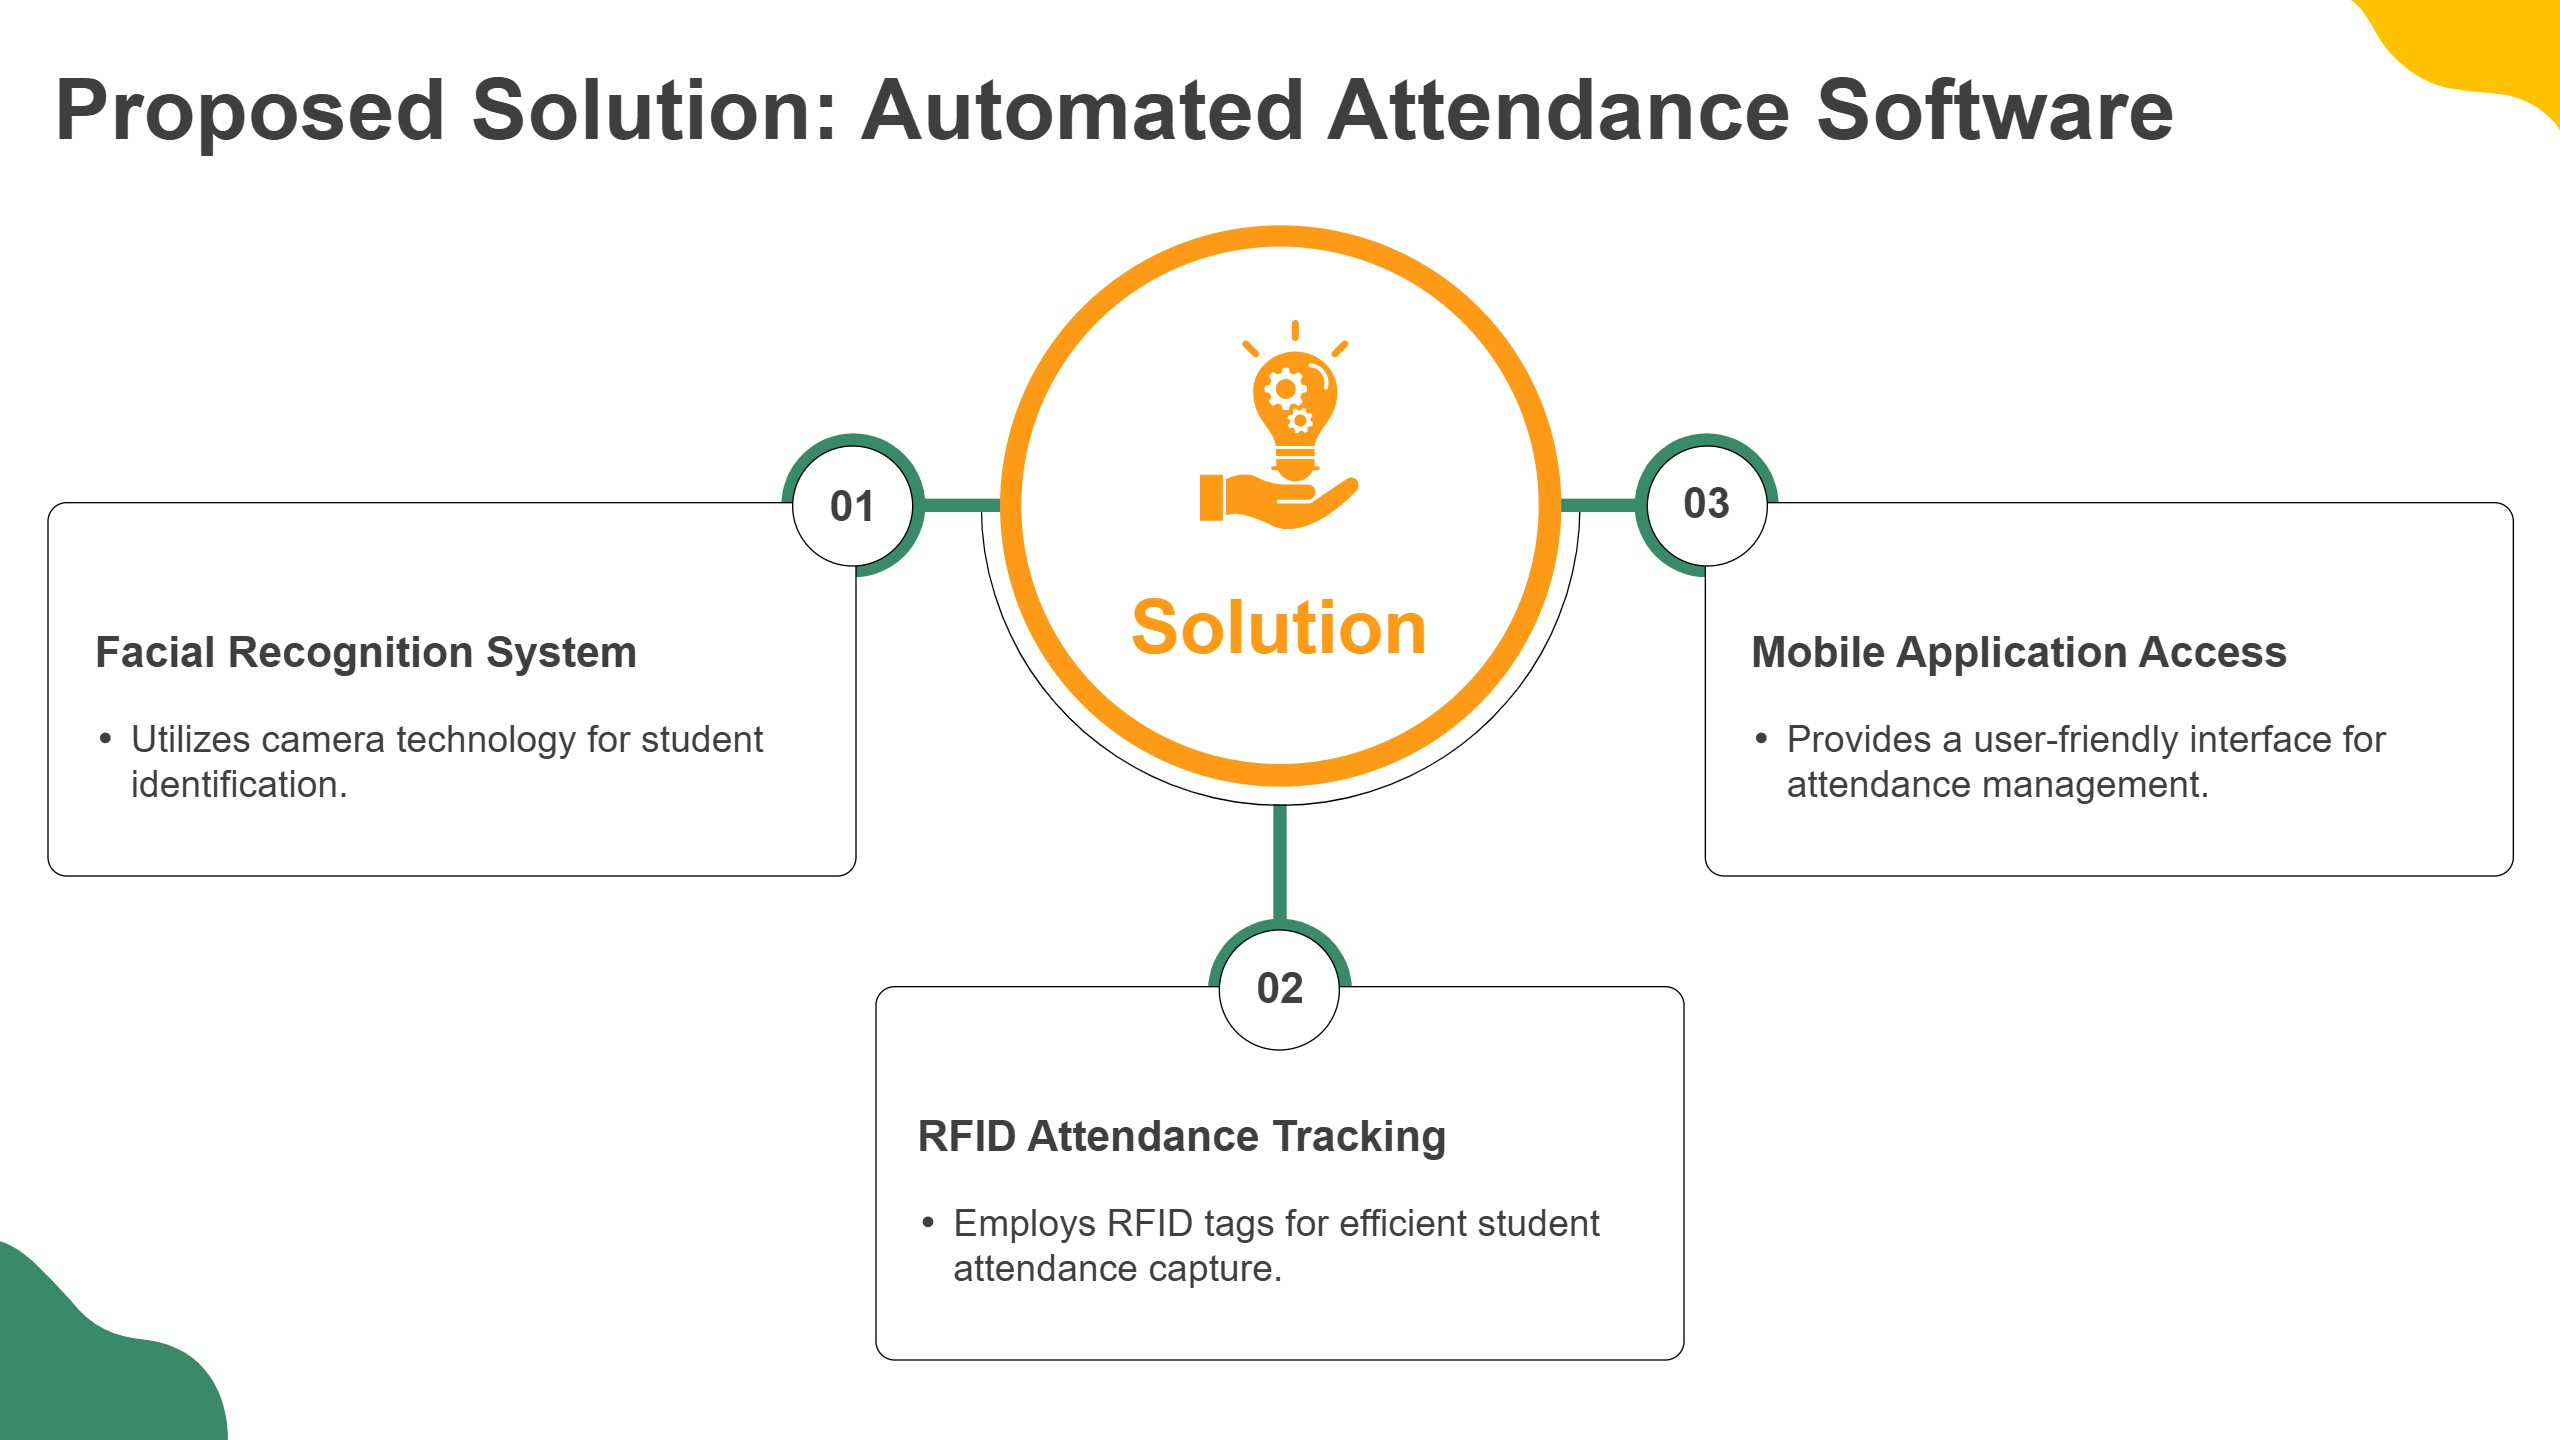 Proposed Solution: Automated Attendance Software
Solution
01
Facial Recognition System
• Utilizes camera technology for student
identification.
02
RFID Attendance Tracking
• Employs RFID tags for efficient student
attendance capture.
03
Mobile Application Access
• Provides a user-friendly interface for
attendance management.